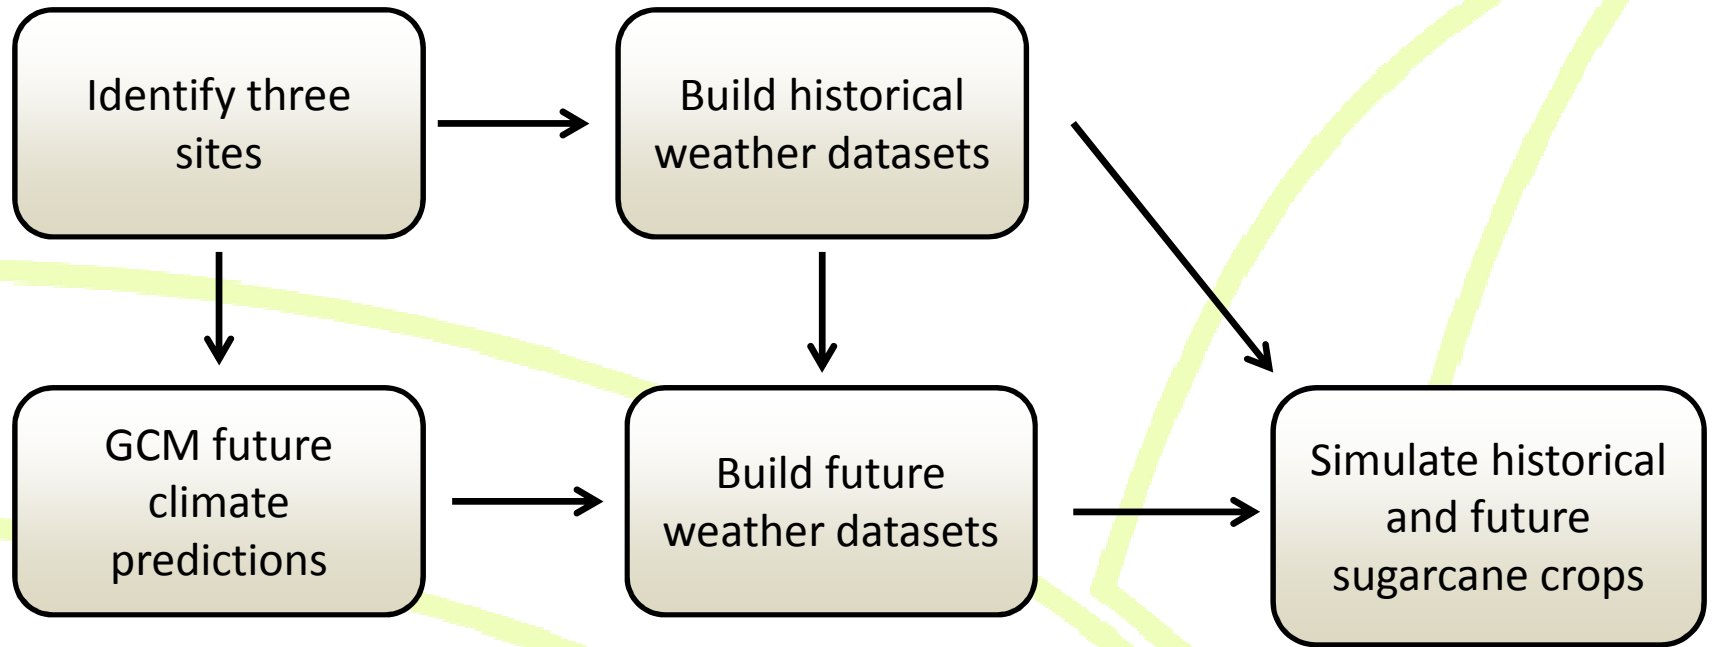 Identify three
sites
Build historical
weather datasets
GCM future
climate
predictions
Build future
weather datasets
Simulate historical
and future
sugarcane crops